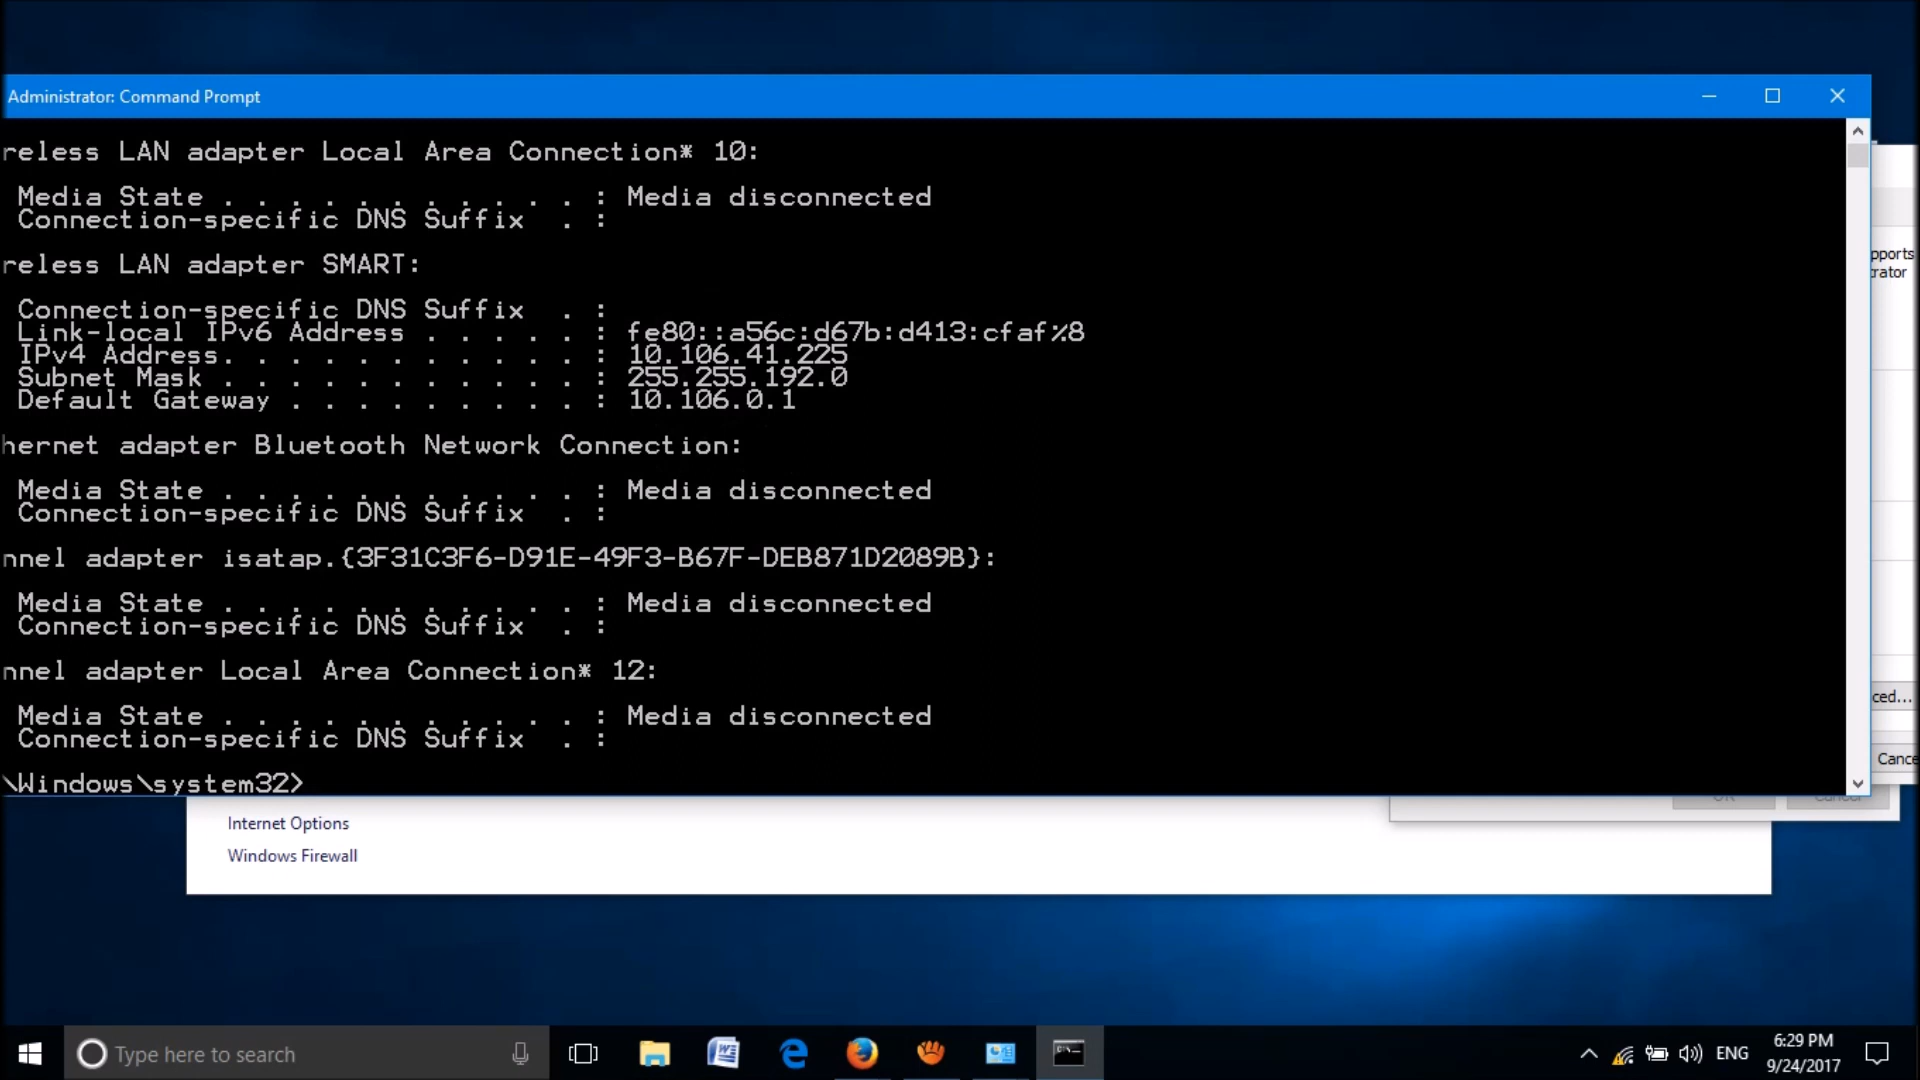 Administrator: Command Prompt
reless LAN adapter Local Area Connection* 10:
Media State . . . . . . . . . . . : Media disconnected
Connection-specific DNS Suffix  . :
reless LAN adapter SMART:
Connection-specific DNS Suffix  . :
Link-local IPv6 Address . . . . . : fe80::a56c:d67b:d413:cfaf%8
IPv4 Address. . . . . . . . . . . : 10.106.41.225
Subnet Mask . . . . . . . . . . . : 255.255.192.0
Default Gateway . . . . . . . . . : 10.106.0.1
hernet adapter Bluetooth Network Connection:
Media State . . . . . . . . . . . : Media disconnected
Connection-specific DNS Suffix  . :
nnel adapter isatap.{3F31C3F6-D91E-49F3-B67F-DEB871D2089B}:
Media State . . . . . . . . . . . : Media disconnected
Connection-specific DNS Suffix  . :
nnel adapter Local Area Connection* 12:
Media State . . . . . . . . . . . : Media disconnected
Connection-specific DNS Suffix  . :
\Windows\system32>
pports
rator
ced...
Cance
OK Cancel
Internet Options
Windows Firewall
Type here to search
ENG
6:29 PM
9/24/2017